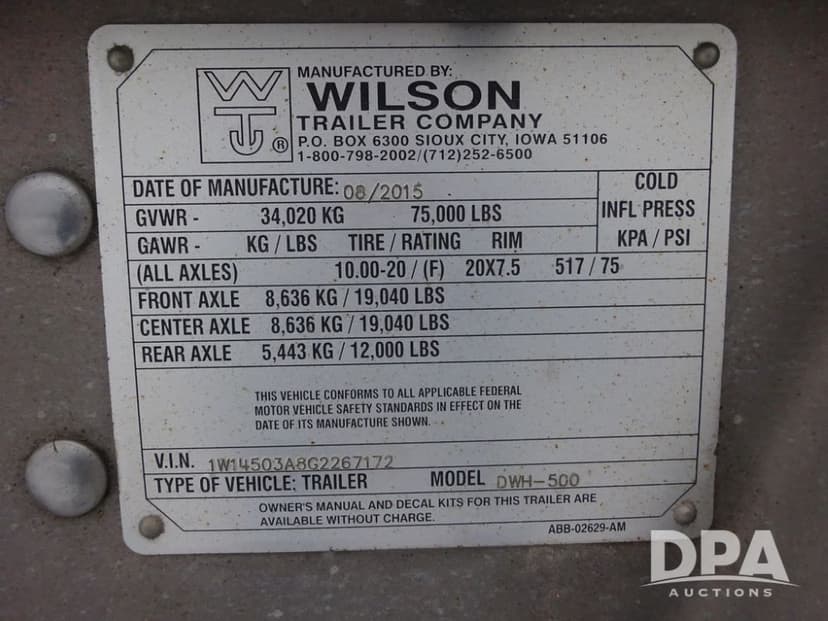 WT
®
MANUFACTURED BY:
WILSON
TRAILER COMPANY
P.O. BOX 6300 SIOUX CITY, IOWA 51106
1-800-798-2002/(712)252-6500
DATE OF MANUFACTURE: 08/2015
GVWR - 34,020 KG 75,000 LBS
COLD
INFL PRESS
KPA / PSI
GAWR - KG / LBS TIRE / RATING RIM
(ALL AXLES) 10.00-20 / (F) 20X7.5 517 / 75
FRONT AXLE 8,636 KG / 19,040 LBS
CENTER AXLE 8,636 KG / 19,040 LBS
REAR AXLE 5,443 KG / 12,000 LBS
THIS VEHICLE CONFORMS TO ALL APPLICABLE FEDERAL
MOTOR VEHICLE SAFETY STANDARDS IN EFFECT ON THE
DATE OF ITS MANUFACTURE SHOWN.
V.I.N. 1W14503A8G2267172
TYPE OF VEHICLE: TRAILER MODEL DWH-500
OWNER'S MANUAL AND DECAL KITS FOR THIS TRAILER ARE
AVAILABLE WITHOUT CHARGE.
ABB-02629-AM
DPA
AUCTIONS